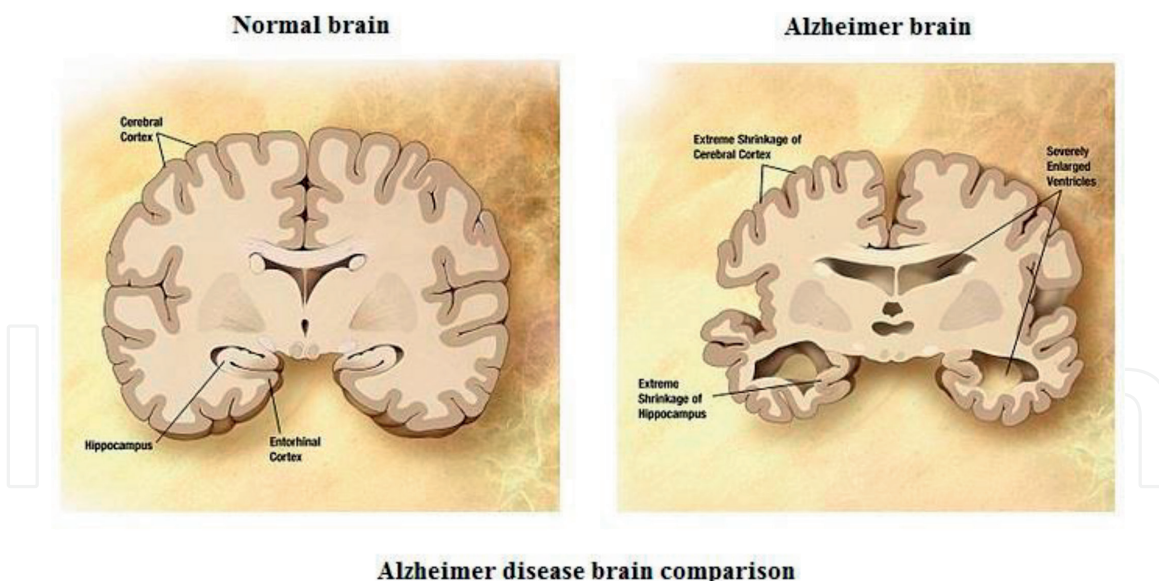 Normal brain
Alzheimer brain
Cerebral
Cortex
Hippocampus
Entorhinal
Cortex
Extreme Shrinkage of
Cerebral Cortex
Severely
Enlarged
Ventricles
Extreme
Shrinkage of
Hippocampus
Alzheimer disease brain comparison